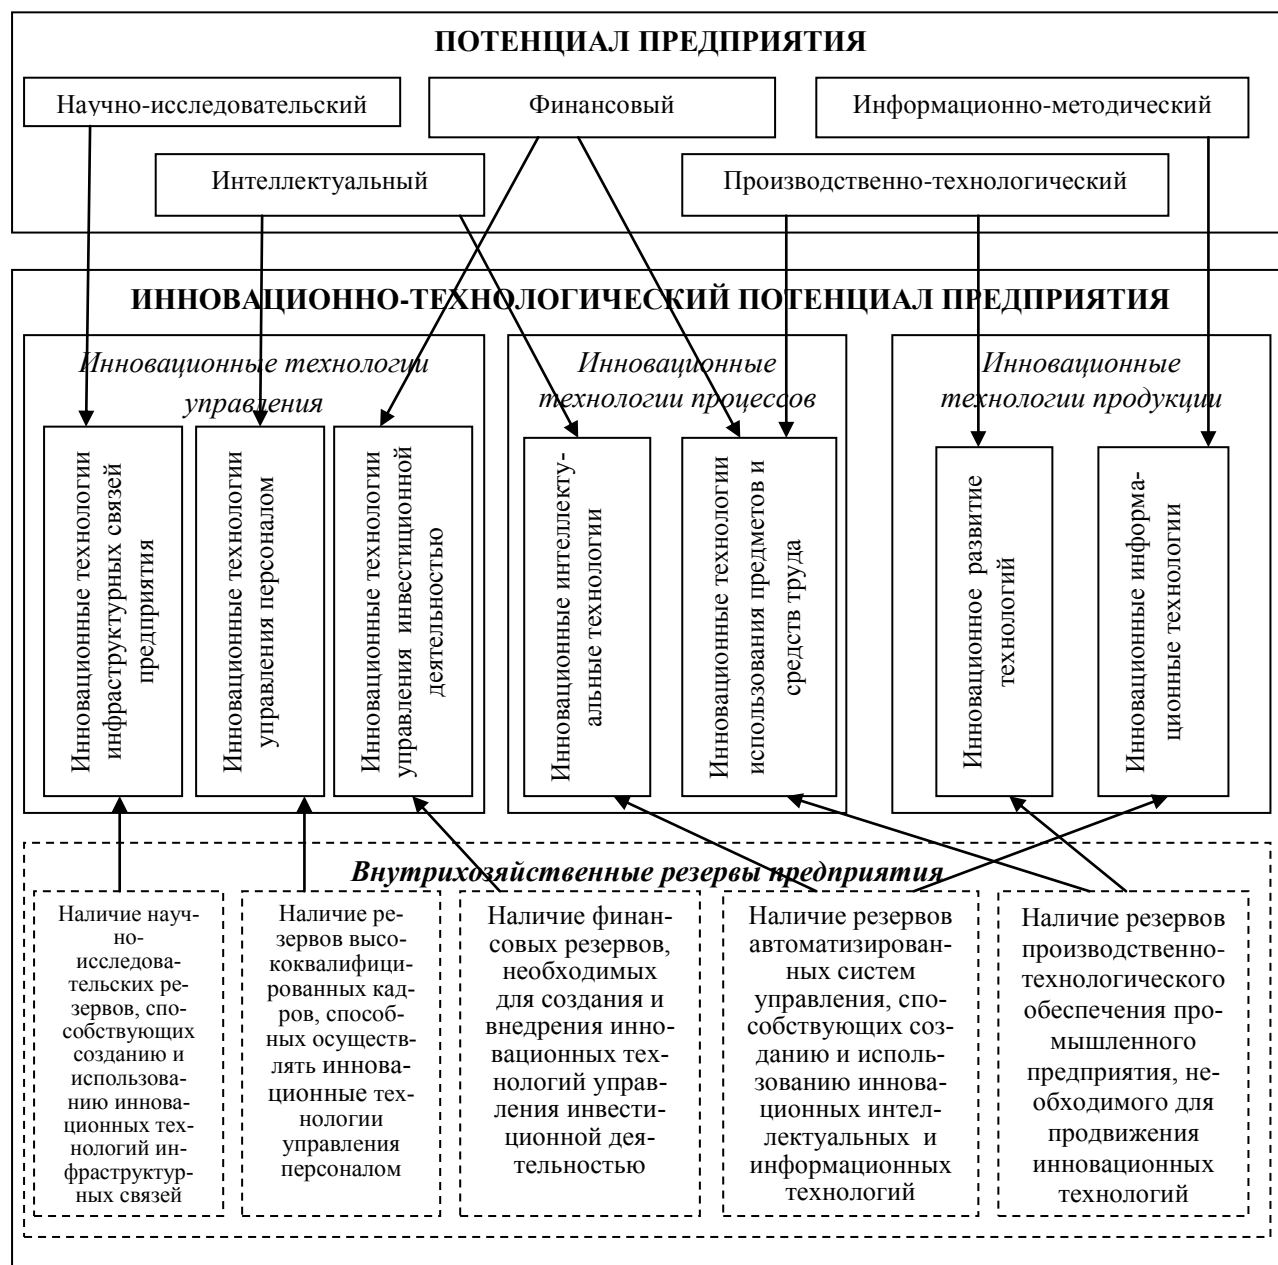 ПОТЕНЦИАЛ ПРЕДПРИЯТИЯ
Научно-исследовательский
Финансовый
Информационно-методический
Интеллектуальный
Производственно-технологический
ИННОВАЦИОННО-ТЕХНОЛОГИЧЕСКИЙ ПОТЕНЦИАЛ ПРЕДПРИЯТИЯ
Инновационные технологии
управления
Инновационные
технологии процессов
Инновационные
технологии продукции
Инновационные технологии
инфраструктурных связей
предприятия
Инновационные технологии
управления персоналом
Инновационные технологии
управления инвестиционной
деятельностью
Инновационные интеллекту-
альные технологии
Инновационные технологии
использования предметов и
средств труда
Инновационное развитие
технологий
Инновационные информа-
ционные технологии
Внутрихозяйственные резервы предприятия
Наличие науч-
но-
исследова-
тельских ре-
зервов, спо-
собствующих
созданию и
использова-
нию иннова-
ционных тех-
нологий ин-
фраструктур-
ных связей
Наличие ре-
зервов высо-
коквалифици-
рованных кад-
ров, способ-
ных осуществ-
лять иннова-
ционные тех-
нологии
управления
персоналом
Наличие финан-
совых резервов,
необходимых
для создания и
внедрения инно-
вационных тех-
нологий управ-
ления инвести-
ционной дея-
тельностью
Наличие резервов
автоматизирован-
ных систем
управления, спо-
собствующих соз-
данию и исполь-
зованию иннова-
ционных интел-
лектуальных и
информационных
технологий
Наличие резервов
производственно-
технологического
обеспечения про-
мышленного
предприятия, не-
обходимого для
продвижения
инновационных
технологий